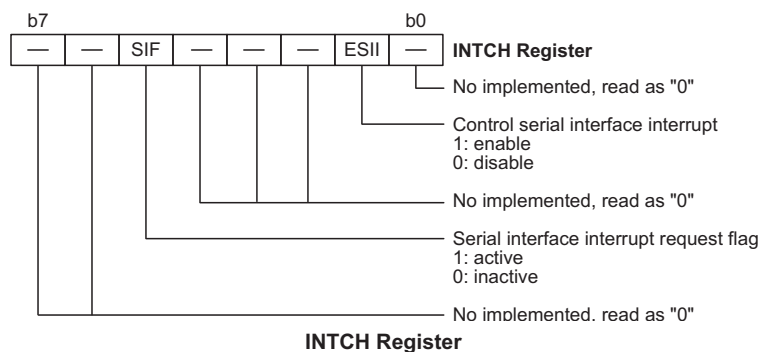 b7 b0
— — SIF — — — ESII — INTCH Register
No implemented, read as "0"
Control serial interface interrupt
1: enable
0: disable
No implemented, read as "0"
Serial interface interrupt request flag
1: active
0: inactive
No implemented, read as "0"
INTCH Register